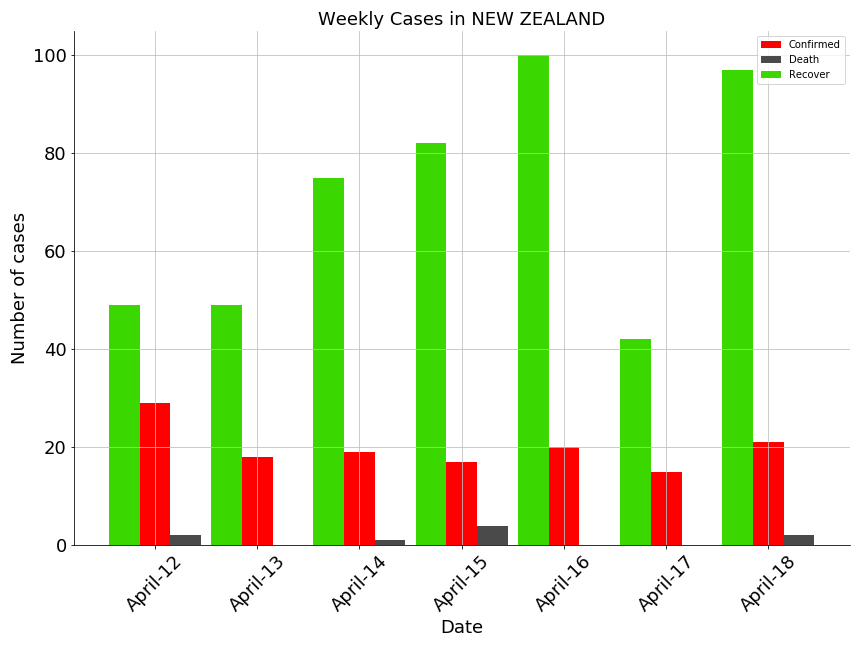 Weekly Cases in NEW ZEALAND
Confirmed
Death
Recover
Number of cases
100
80
60
40
20
0
April-12
April-13
April-14
April-15
April-16
April-17
April-18
Date